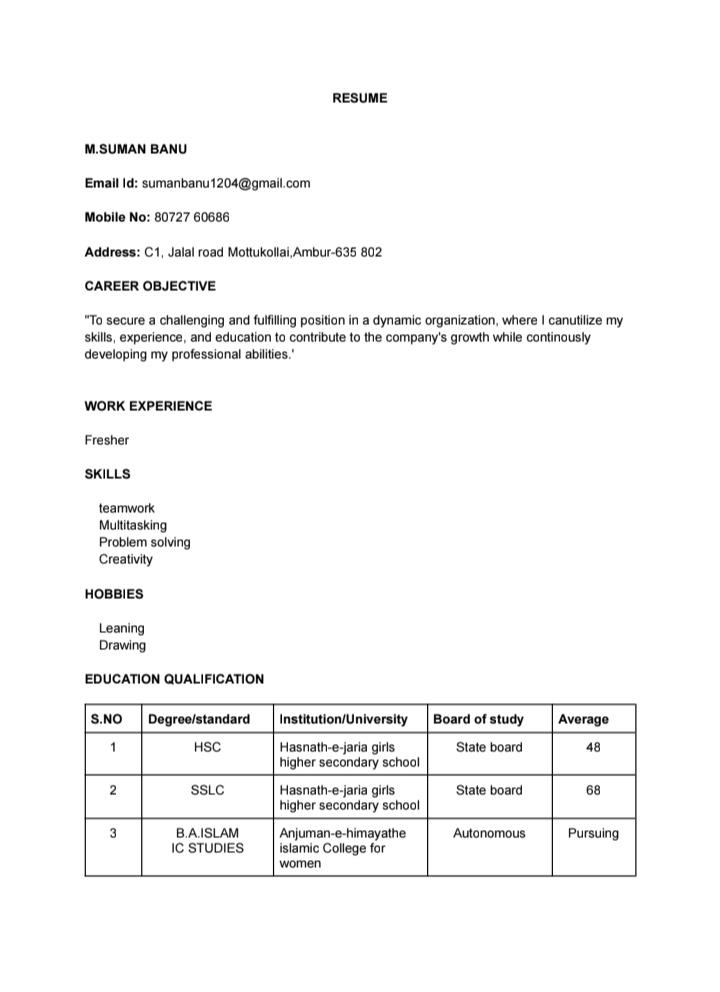 RESUME
M.SUMAN BANU
Email Id: sumanbanu1204@gmail.com
Mobile No: 80727 60686
Address: C1, Jalal road Mottukollai,Ambur-635 802
CAREER OBJECTIVE
"To secure a challenging and fulfilling position in a dynamic organization, where I canutilize my
skills, experience, and education to contribute to the company's growth while continously
developing my professional abilities.'
WORK EXPERIENCE
Fresher
SKILLS
teamwork
Multitasking
Problem solving
Creativity
HOBBIES
Leaning
Drawing
EDUCATION QUALIFICATION
S.NO Degree/standard Institution/University Board of study Average
1 HSC Hasnath-e-jaria girls State board 48
higher secondary school
2 SSLC Hasnath-e-jaria girls State board 68
higher secondary school
3 B.A.ISLAM Anjuman-e-himayathe Autonomous Pursuing
IC STUDIES islamic College for
women